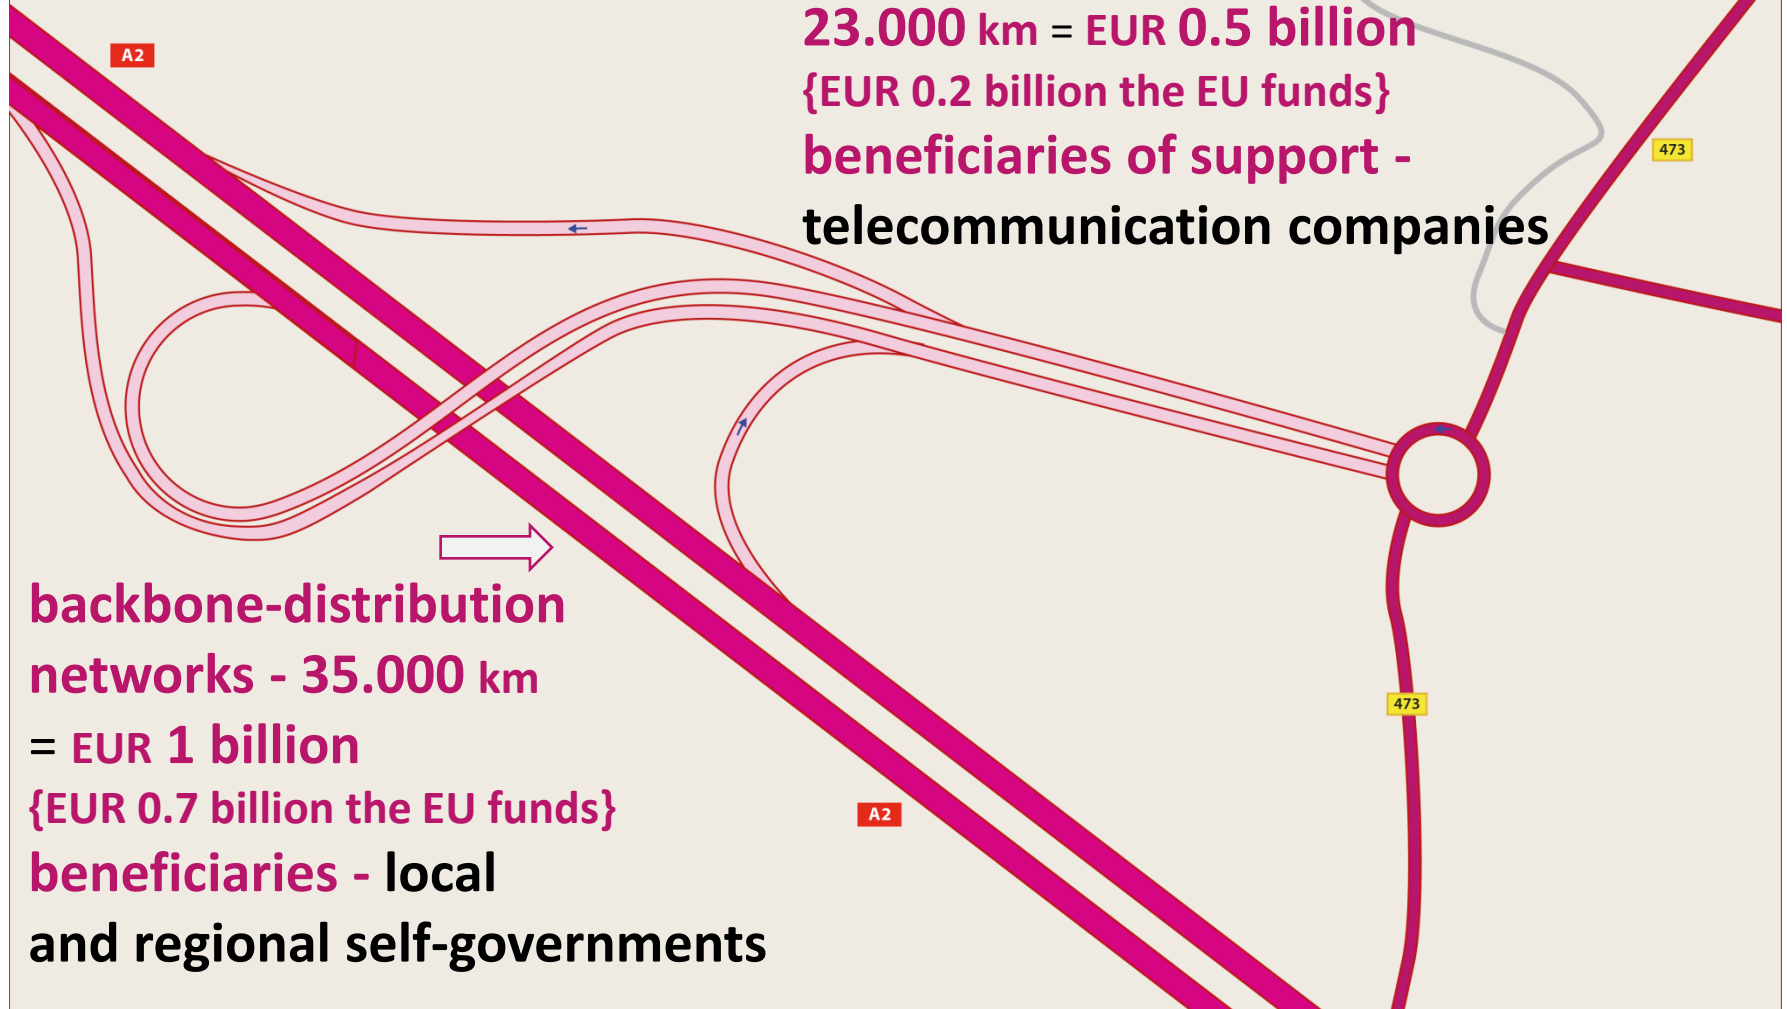 A2
23.000 km = EUR 0.5 billion
{EUR 0.2 billion the EU funds}
beneficiaries of support -
telecommunication companies
473
backbone-distribution
networks - 35.000 km
= EUR 1 billion
{EUR 0.7 billion the EU funds}
beneficiaries - local
and regional self-governments
473
A2